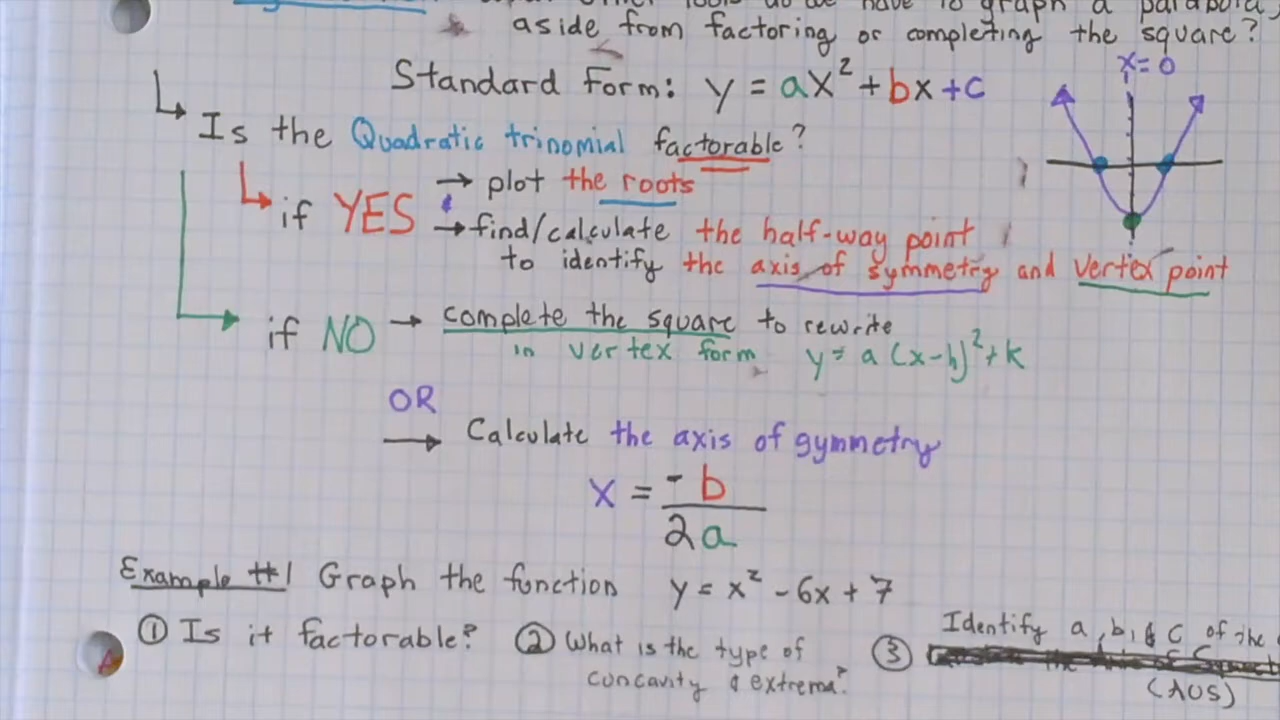 to graph a parabola,
aside from factoring or completing the square?
Standard Form: y = ax² + bx + c
x = 0
Is the Quadratic trinomial factorable?
if YES → plot the roots
→ find/calculate the half-way point
to identify the axis of symmetry and vertex point
if NO → complete the square to rewrite
in vertex form y = a(x-h)² + k
OR
→ Calculate the axis of symmetry
x = -b
2a
Example #1 Graph the function y = x² - 6x + 7
① Is it factorable? ② What is the type of
concavity & extrema?
③ Identify a, b, & c of the
(AOS)